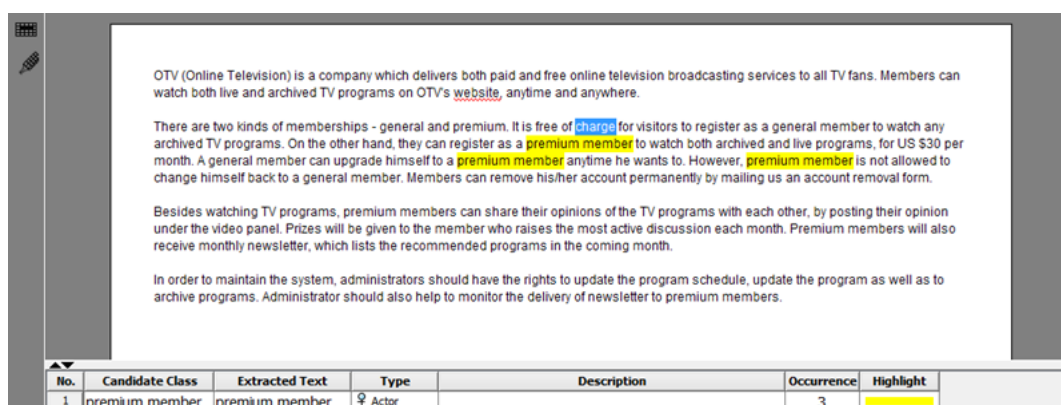 OTV (Online Television) is a company which delivers both paid and free online television broadcasting services to all TV fans. Members can
watch both live and archived TV programs on OTV's website, anytime and anywhere.
There are two kinds of memberships - general and premium. It is free of charge for visitors to register as a general member to watch any
archived TV programs. On the other hand, they can register as a premium member to watch both archived and live programs, for US $30 per
month. A general member can upgrade himself to a premium member anytime he wants to. However, premium member is not allowed to
change himself back to a general member. Members can remove his/her account permanently by mailing us an account removal form.
Besides watching TV programs, premium members can share their opinions of the TV programs with each other, by posting their opinion
under the video panel. Prizes will be given to the member who raises the most active discussion each month. Premium members will also
receive monthly newsletter, which lists the recommended programs in the coming month.
In order to maintain the system, administrators should have the rights to update the program schedule, update the program as well as to
archive programs. Administrator should also help to monitor the delivery of newsletter to premium members.
No. Candidate Class Extracted Text Type Description Occurrence Highlight
1 premium member premium member Actor 3